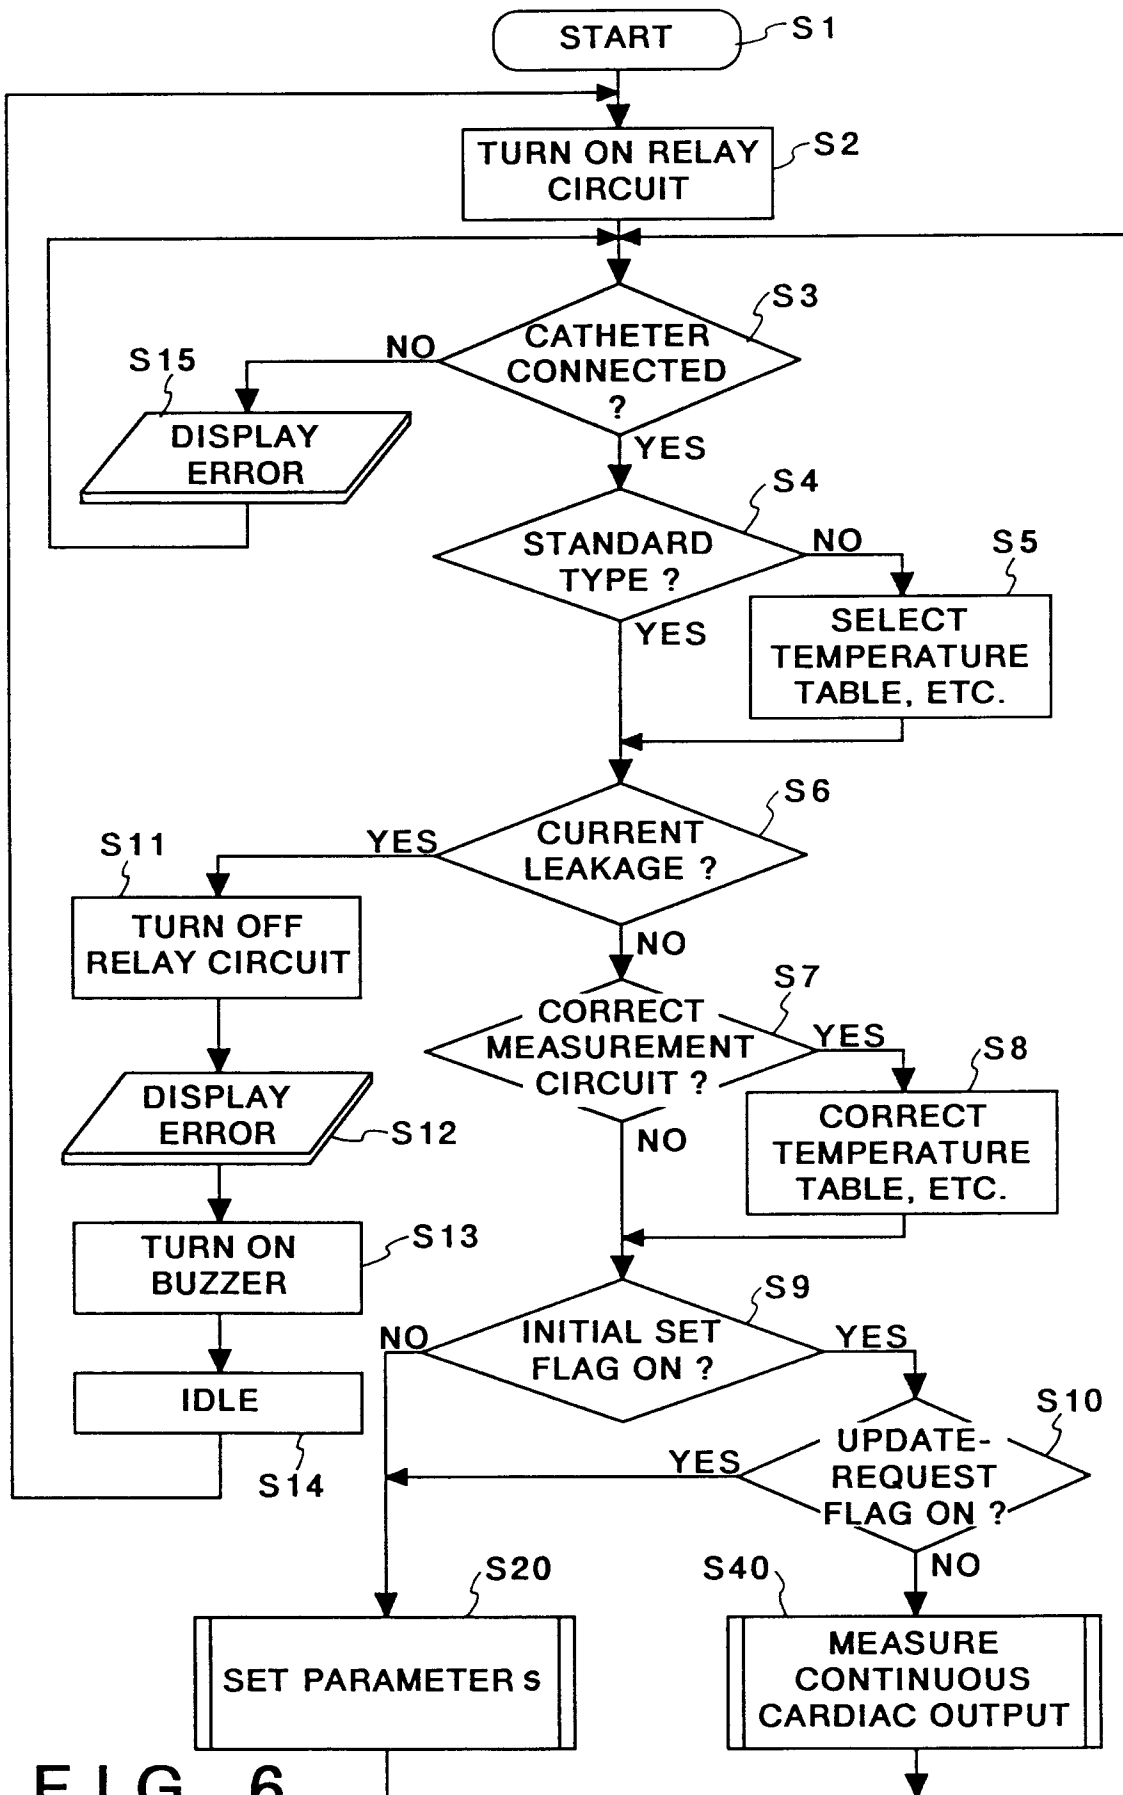 START
S1
TURN ON RELAY
CIRCUIT
S2
CATHETER
CONNECTED
?
S3
NO
YES
S15
DISPLAY
ERROR
STANDARD
TYPE ?
S4
NO
YES
S5
SELECT
TEMPERATURE
TABLE, ETC.
CURRENT
LEAKAGE ?
S6
YES
NO
S11
TURN OFF
RELAY CIRCUIT
CORRECT
MEASUREMENT
CIRCUIT ?
S7
YES
NO
S8
CORRECT
TEMPERATURE
TABLE, ETC.
DISPLAY
ERROR
S12
TURN ON
BUZZER
S13
IDLE
S14
INITIAL SET
FLAG ON ?
S9
NO
YES
UPDATE-
REQUEST
FLAG ON ?
S10
YES
NO
S20
SET PARAMETERS
S40
MEASURE
CONTINUOUS
CARDIAC OUTPUT
FIG. 6